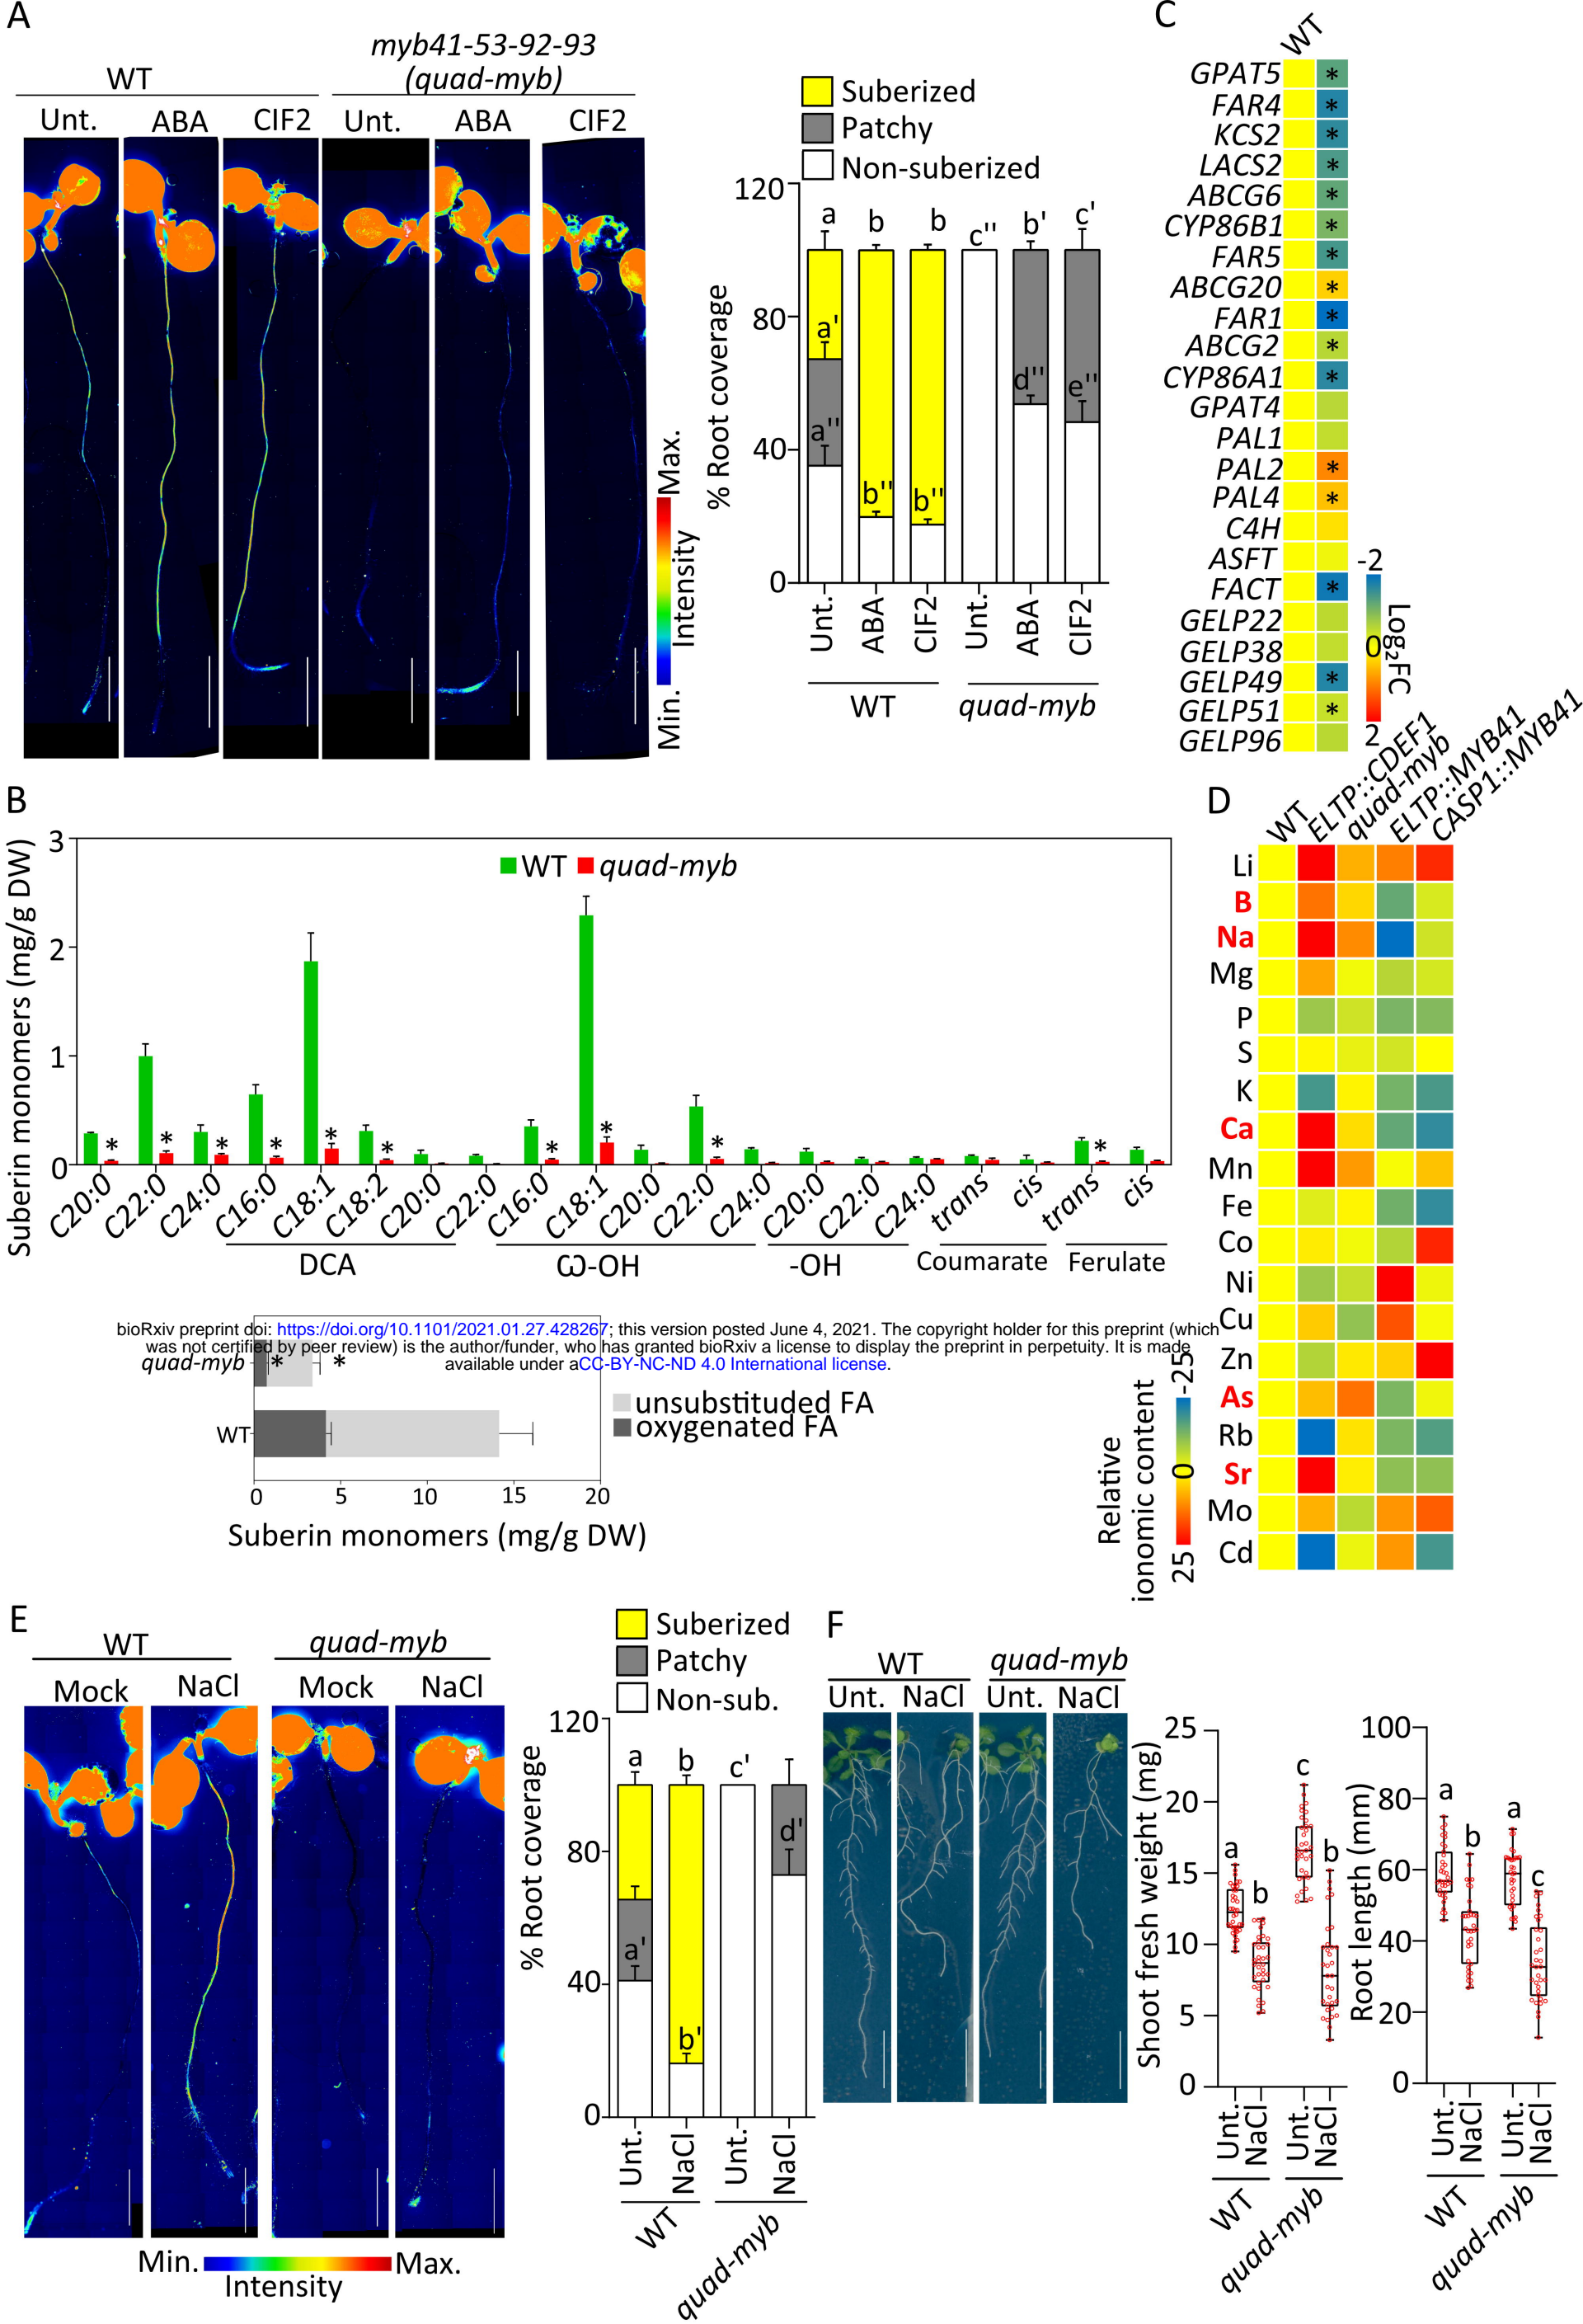 A
WT
myb41-53-92-93
(quad-myb)
Unt.
ABA
CIF2
Unt.
ABA
CIF2
Max.
Intensity
Min.
Suberized
Patchy
Non-suberized
% Root coverage
120
80
40
0
a
b
b
c''
b'
c'
a'
a''
b''
b''
d''
e''
Unt.
ABA
CIF2
Unt.
ABA
CIF2
WT
quad-myb
C
WT
GPAT5 *
FAR4 *
KCS2 *
LACS2 *
ABCG6 *
CYP86B1 *
FAR5 *
ABCG20 *
FAR1 *
ABCG2 *
CYP86A1 *
GPAT4
PAL1
PAL2 *
PAL4 *
C4H
ASFT
FACT *
GELP22
GELP38
GELP49 *
GELP51 *
GELP96
-2
0
2
Log₂FC
B
Suberin monomers (mg/g DW)
3
2
1
0
WT
quad-myb
* * * * * * * * * *
C20:0
C22:0
C24:0
C16:0
C18:1
C18:2
C20:0
C22:0
C16:0
C18:1
C20:0
C22:0
C24:0
C20:0
C22:0
C24:0
trans
cis
trans
cis
DCA
ω-OH
-OH
Coumarate
Ferulate
bioRxiv preprint doi: https://doi.org/10.1101/2021.01.27.428267; this version posted June 4, 2021. The copyright holder for this preprint (which
was not certified by peer review) is the author/funder, who has granted bioRxiv a license to display the preprint in perpetuity. It is made
available under aCC-BY-NC-ND 4.0 International license.
quad-myb * *
WT
unsubstituded FA
oxygenated FA
0
5
10
15
20
Suberin monomers (mg/g DW)
D
WT
ELTP::CDEF1
quad-myb
ELTP::MYB41
CASP1::MYB41
Li
B
Na
Mg
P
S
K
Ca
Mn
Fe
Co
Ni
Cu
Zn
As
Rb
Sr
Mo
Cd
Relative
ionomic content
-25
0
25
E
WT
quad-myb
Mock
NaCl
Mock
NaCl
Min.
Max.
Intensity
Suberized
Patchy
Non-sub.
% Root coverage
120
80
40
0
a
b
c'
a'
b'
d'
Unt.
NaCl
Unt.
NaCl
WT
quad-myb
F
WT
quad-myb
Unt.
NaCl
Unt.
NaCl
Shoot fresh weight (mg)
25
20
15
10
5
0
a
b
c
b
Unt.
NaCl
Unt.
NaCl
WT
quad-myb
Root length (mm)
100
80
60
40
20
0
a
b
a
c
Unt.
NaCl
Unt.
NaCl
WT
quad-myb